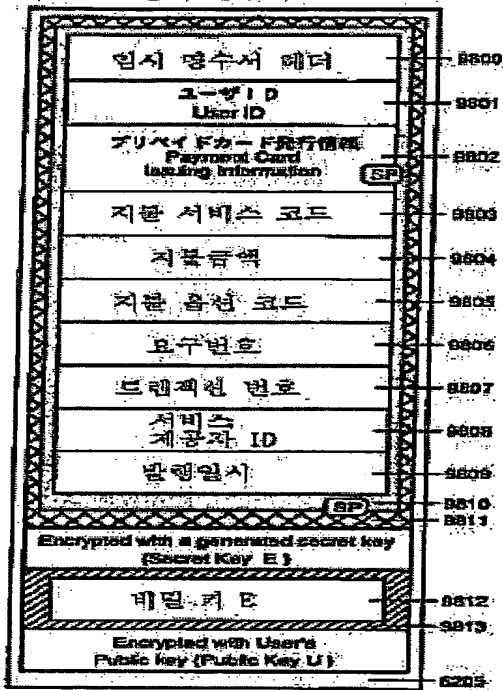 임시 영수서 헤더
9800
ユーザID
User ID
9801
プリペイドカード発行情報
Payment Card
Issuing Information
SP
9802
지불 서비스 코드
9803
지불금액
9804
지불 옵션 코드
9805
요구번호
9806
트랜잭션 번호
9807
서비스
제공자 ID
9808
발행일시
9809
SP
9810
9811
Encrypted with a generated secret key
(Secret Key E)
비밀 키 E
9812
9813
Encrypted with User's
Public key (Public Key U)
6205